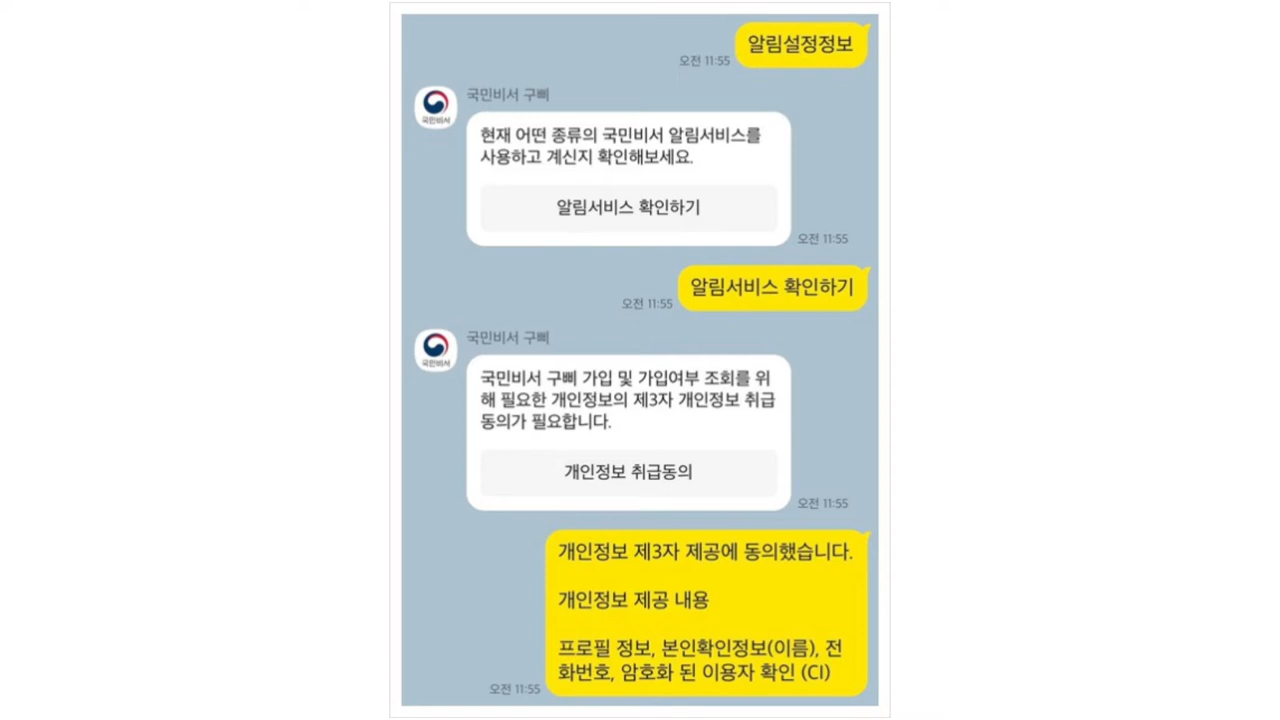 알림설정정보
오전 11:55
국민비서 구삐
국민비서
현재 어떤 종류의 국민비서 알림서비스를
사용하고 계신지 확인해보세요.
알림서비스 확인하기
오전 11:55
알림서비스 확인하기
오전 11:55
국민비서 구삐
국민비서
국민비서 구삐 가입 및 가입여부 조회를 위
해 필요한 개인정보의 제3자 개인정보 취급
동의가 필요합니다.
개인정보 취급동의
오전 11:55
개인정보 제3자 제공에 동의했습니다.
개인정보 제공 내용
프로필 정보, 본인확인정보(이름), 전
화번호, 암호화 된 이용자 확인 (CI)
오전 11:55